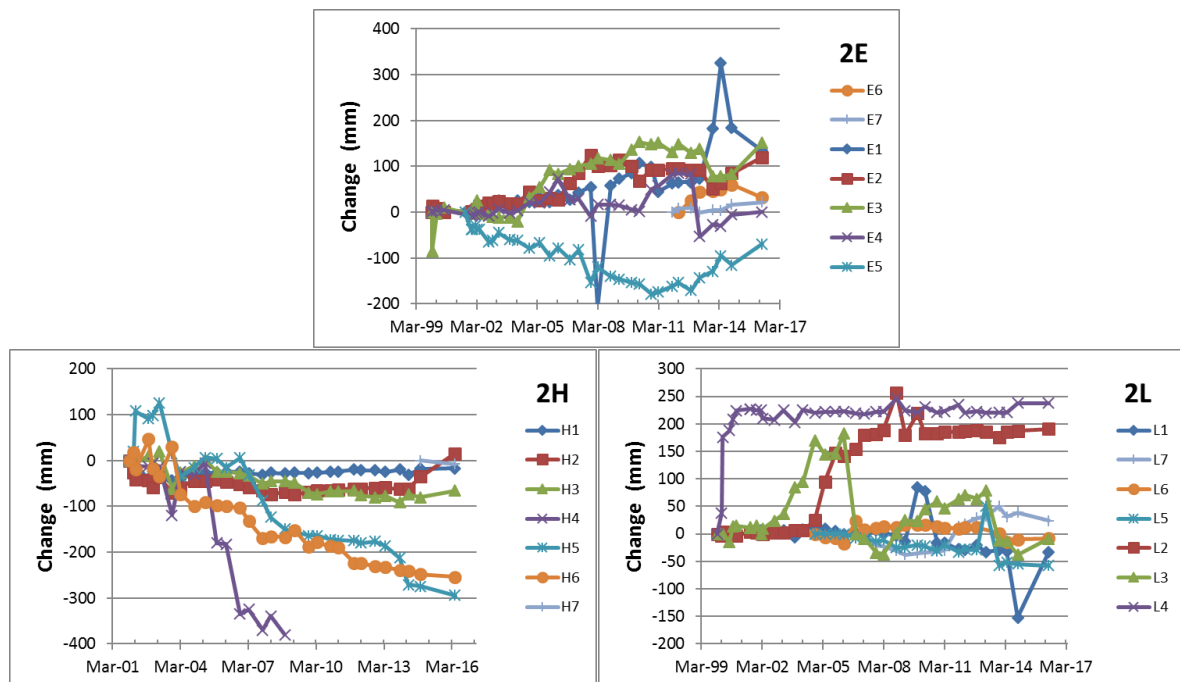 2E
Change (mm)
400
300
200
100
0
-100
-200
Mar-99 Mar-02 Mar-05 Mar-08 Mar-11 Mar-14 Mar-17
E6
E7
E1
E2
E3
E4
E5
2H
Change (mm)
200
100
0
-100
-200
-300
-400
Mar-01 Mar-04 Mar-07 Mar-10 Mar-13 Mar-16
H1
H2
H3
H4
H5
H6
H7
2L
Change (mm)
300
250
200
150
100
50
0
-50
-100
-150
-200
Mar-99 Mar-02 Mar-05 Mar-08 Mar-11 Mar-14 Mar-17
L1
L7
L6
L5
L2
L3
L4